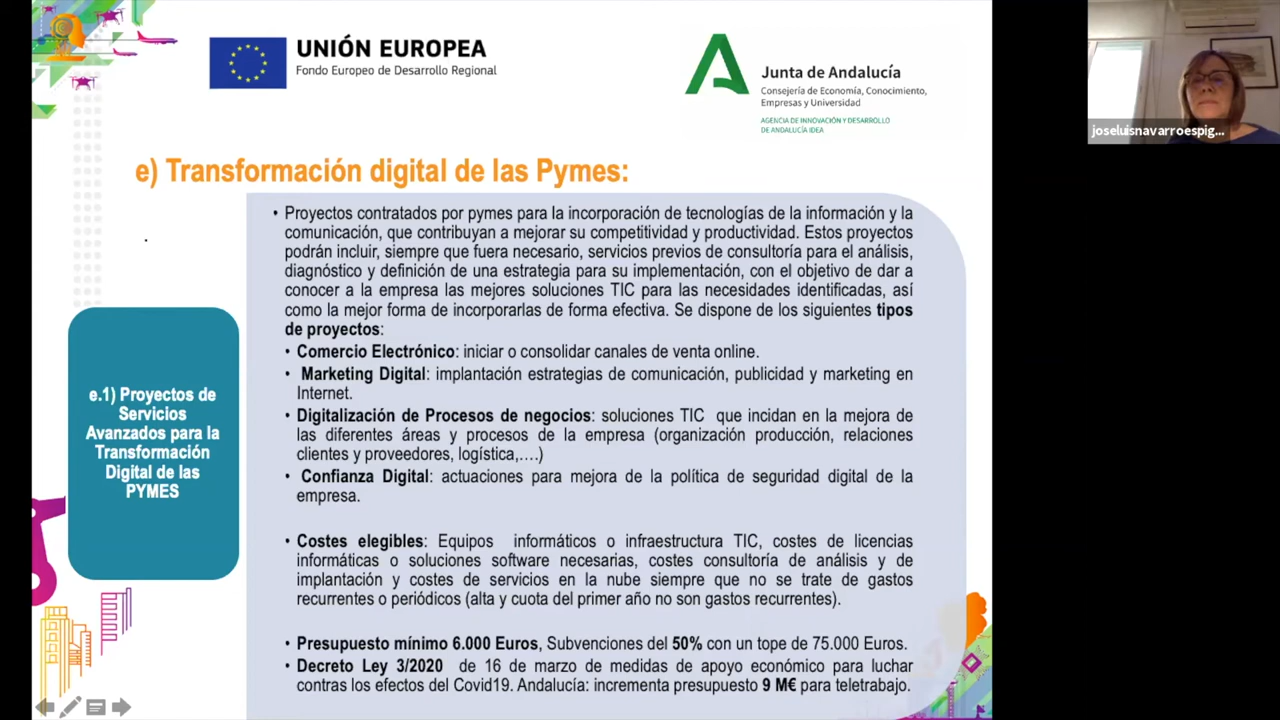 UNIÓN EUROPEA
Fondo Europeo de Desarrollo Regional
Junta de Andalucía
Consejería de Economía, Conocimiento,
Empresas y Universidad
AGENCIA DE INNOVACIÓN Y DESARROLLO
DE ANDALUCÍA IDEA
joseluisnavarroespig...
e) Transformación digital de las Pymes:
• Proyectos contratados por pymes para la incorporación de tecnologías de la información y la
comunicación, que contribuyan a mejorar su competitividad y productividad. Estos proyectos
podrán incluir, siempre que fuera necesario, servicios previos de consultoría para el análisis,
diagnóstico y definición de una estrategia para su implementación, con el objetivo de dar a
conocer a la empresa las mejores soluciones TIC para las necesidades identificadas, así
como la mejor forma de incorporarlas de forma efectiva. Se dispone de los siguientes tipos
de proyectos:
• Comercio Electrónico: iniciar o consolidar canales de venta online.
• Marketing Digital: implantación estrategias de comunicación, publicidad y marketing en
Internet.
• Digitalización de Procesos de negocios: soluciones TIC que incidan en la mejora de
las diferentes áreas y procesos de la empresa (organización producción, relaciones
clientes y proveedores, logística,….)
• Confianza Digital: actuaciones para mejora de la política de seguridad digital de la
empresa.
• Costes elegibles: Equipos informáticos o infraestructura TIC, costes de licencias
informáticas o soluciones software necesarias, costes consultoría de análisis y de
implantación y costes de servicios en la nube siempre que no se trate de gastos
recurrentes o periódicos (alta y cuota del primer año no son gastos recurrentes).
• Presupuesto mínimo 6.000 Euros, Subvenciones del 50% con un tope de 75.000 Euros.
• Decreto Ley 3/2020 de 16 de marzo de medidas de apoyo económico para luchar
contras los efectos del Covid19. Andalucía: incrementa presupuesto 9 M€ para teletrabajo.
e.1) Proyectos de
Servicios
Avanzados para la
Transformación
Digital de las
PYMES